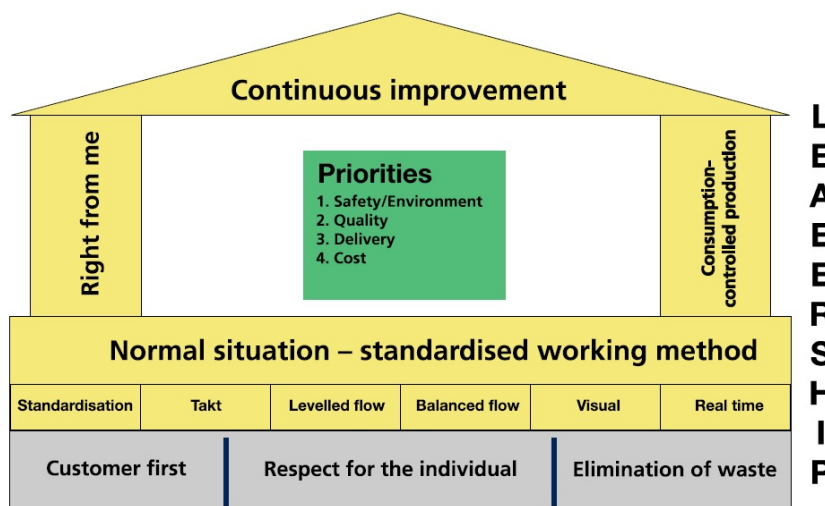 Continuous improvement
Right from me
Priorities
1. Safety/Environment
2. Quality
3. Delivery
4. Cost
Consumption-
controlled production
Normal situation – standardised working method
Standardisation
Takt
Levelled flow
Balanced flow
Visual
Real time
Customer first
Respect for the individual
Elimination of waste
L
E
A
E
E
R
S
H
I
P